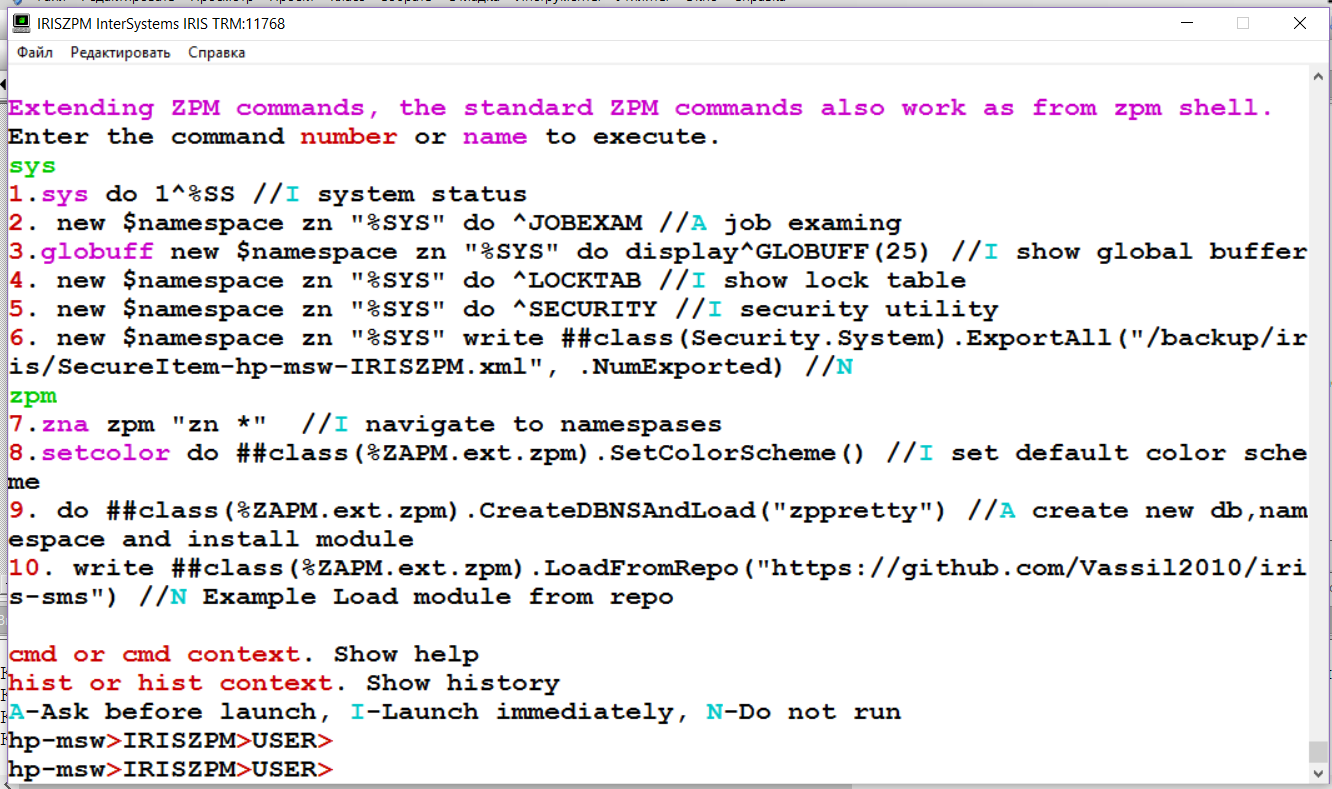 IRISZPM InterSystems IRIS TRM:11768
Файл Редактировать Справка
Extending ZPM commands, the standard ZPM commands also work as from zpm shell.
Enter the command number or name to execute.
sys
1.sys do 1^%SS //I system status
2. new $namespace zn "%SYS" do ^JOBEXAM //A job examing
3.globuff new $namespace zn "%SYS" do display^GLOBUFF(25) //I show global buffer
4. new $namespace zn "%SYS" do ^LOCKTAB //I show lock table
5. new $namespace zn "%SYS" do ^SECURITY //I security utility
6. new $namespace zn "%SYS" write ##class(Security.System).ExportAll("/backup/ir
is/SecureItem-hp-msw-IRISZPM.xml", .NumExported) //N
zpm
7.zna zpm "zn *"  //I navigate to namespases
8.setcolor do ##class(%ZAPM.ext.zpm).SetColorScheme() //I set default color sche
me
9. do ##class(%ZAPM.ext.zpm).CreateDBNSAndLoad("zppretty") //A create new db,nam
espace and install module
10. write ##class(%ZAPM.ext.zpm).LoadFromRepo("https://github.com/Vassil2010/iri
s-sms") //N Example Load module from repo
cmd or cmd context. Show help
hist or hist context. Show history
A-Ask before launch, I-Launch immediately, N-Do not run
hp-msw>IRISZPM>USER>
hp-msw>IRISZPM>USER>